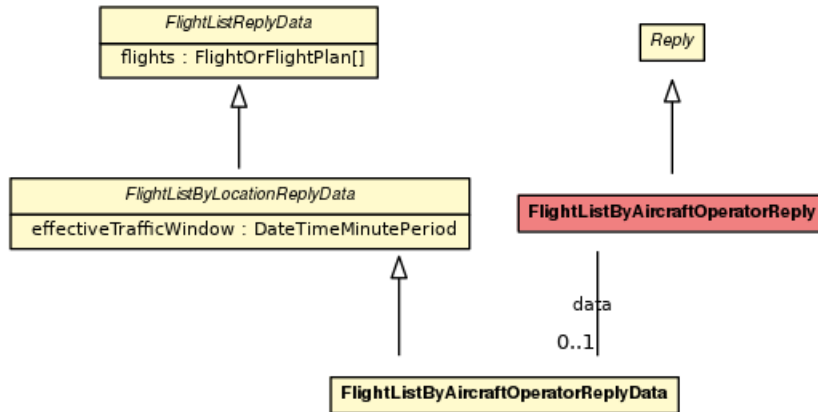 FlightListReplyData
flights : FlightOrFlightPlan[]
Reply
FlightListByLocationReplyData
effectiveTrafficWindow : DateTimeMinutePeriod
FlightListByAircraftOperatorReply
data
0..1
FlightListByAircraftOperatorReplyData